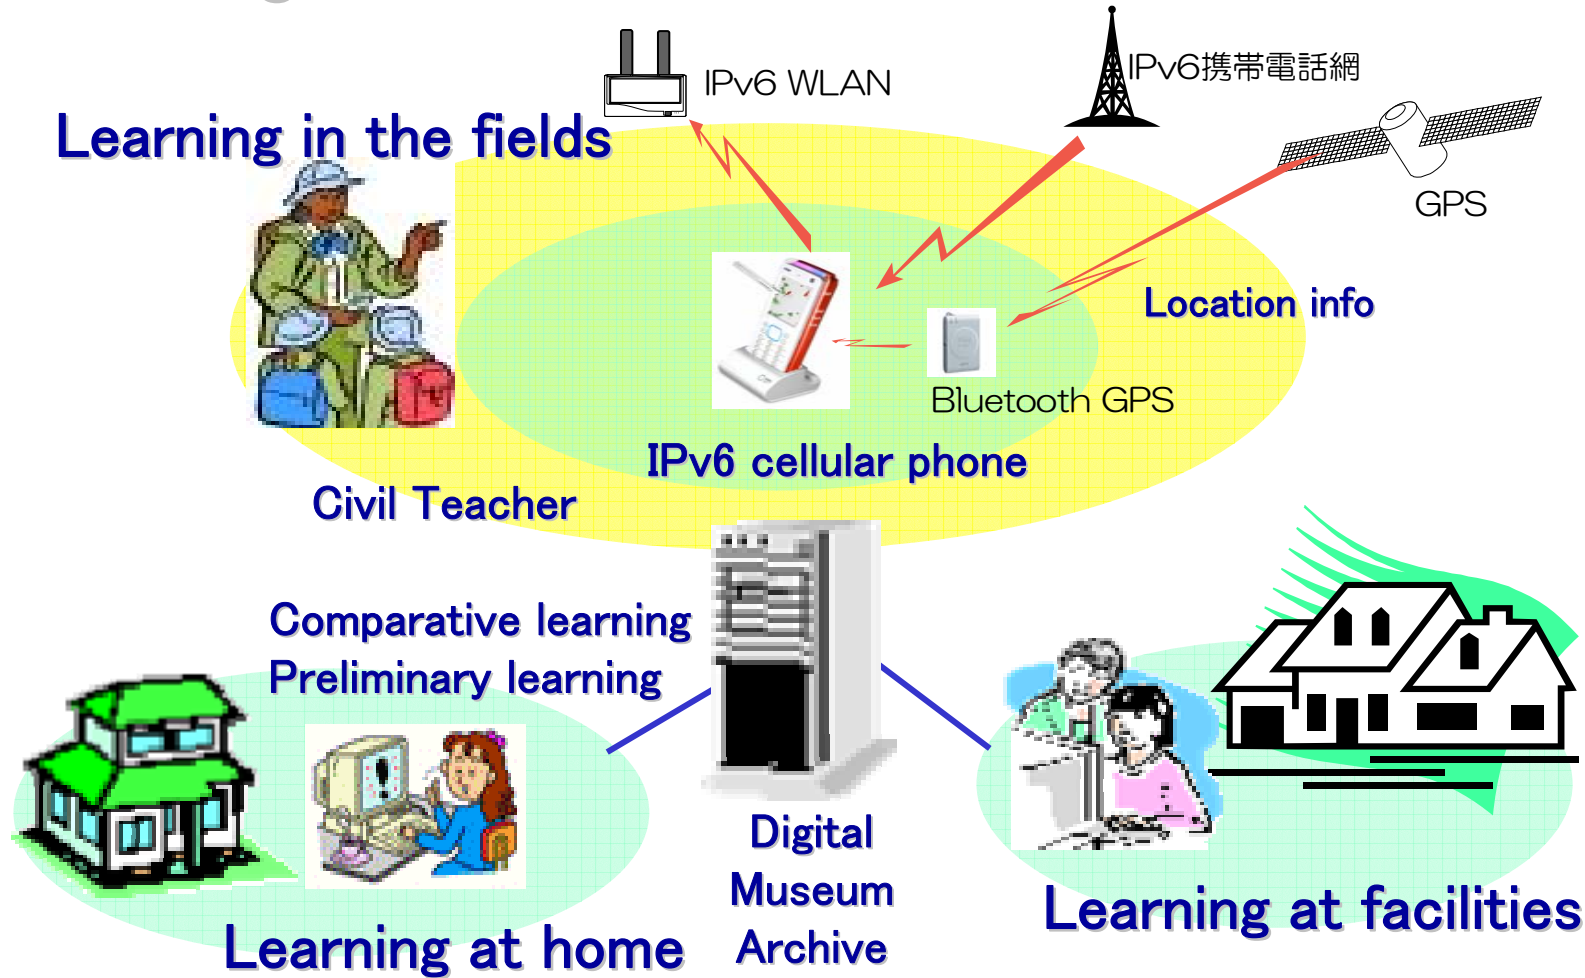 IPv6 WLAN
IPv6携帯電話網
Learning in the fields
GPS
Location info
Bluetooth GPS
IPv6 cellular phone
Civil Teacher
Comparative learning
Preliminary learning
Digital
Museum
Archive
Learning at facilities
Learning at home